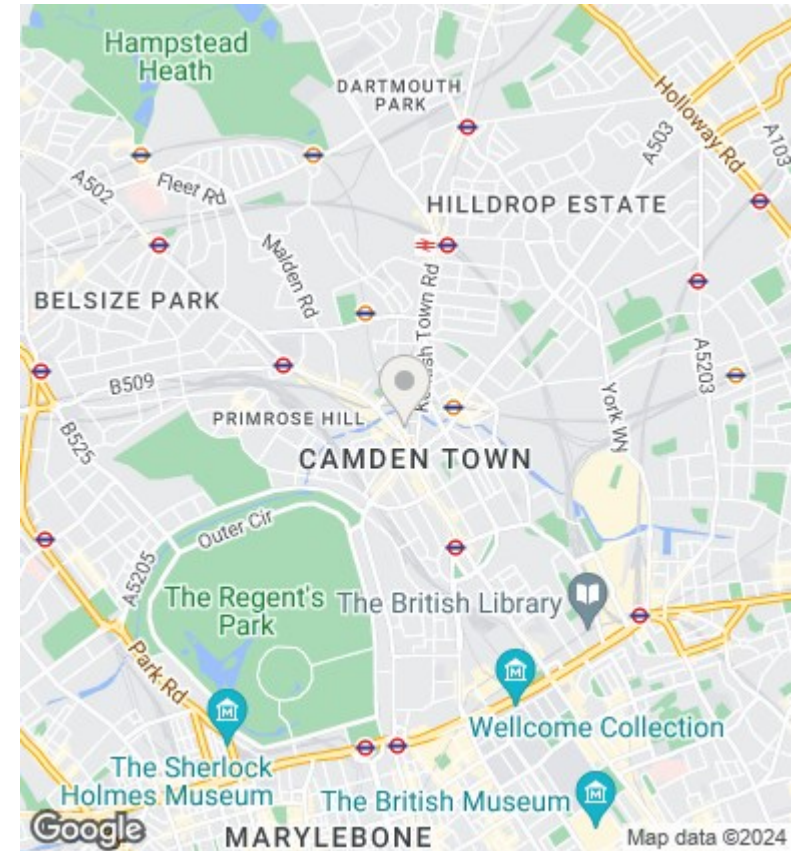 Hampstead
Heath
DARTMOUTH
PARK
Holloway Rd
A503
A103
A502
Fleet Rd
HILLDROP ESTATE
Malden Rd
BELSIZE PARK
Kentish Town Rd
A5203
B509
York Wy
PRIMROSE HILL
B525
CAMDEN TOWN
Outer Cir
A5205
The Regent's
Park
The British Library
Park Rd
Wellcome Collection
The Sherlock
Holmes Museum
The British Museum
Google
MARYLEBONE
Map data ©2024